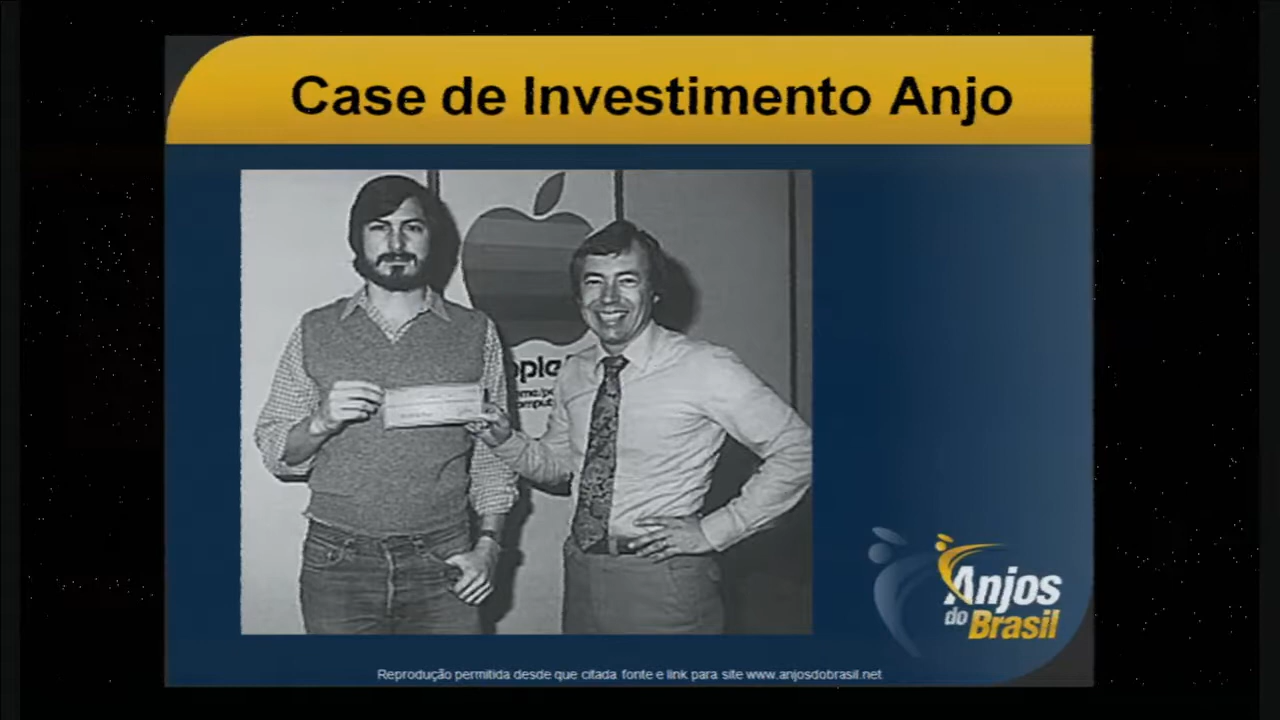 Case de Investimento Anjo
Anjos
do Brasil
Reprodução permitida desde que citada fonte e link para site www.anjosdobrasil.net